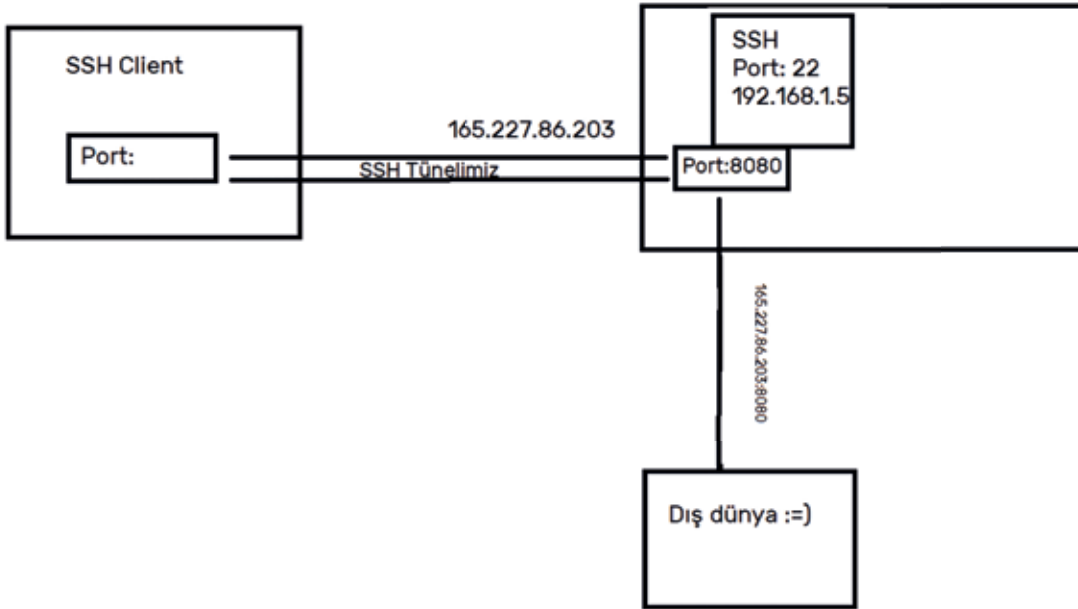 SSH Client
Port:
165.227.86.203
SSH Tünelimiz
SSH
Port: 22
192.168.1.5
Port:8080
165.227.86.203:8080
Dış dünya :=)